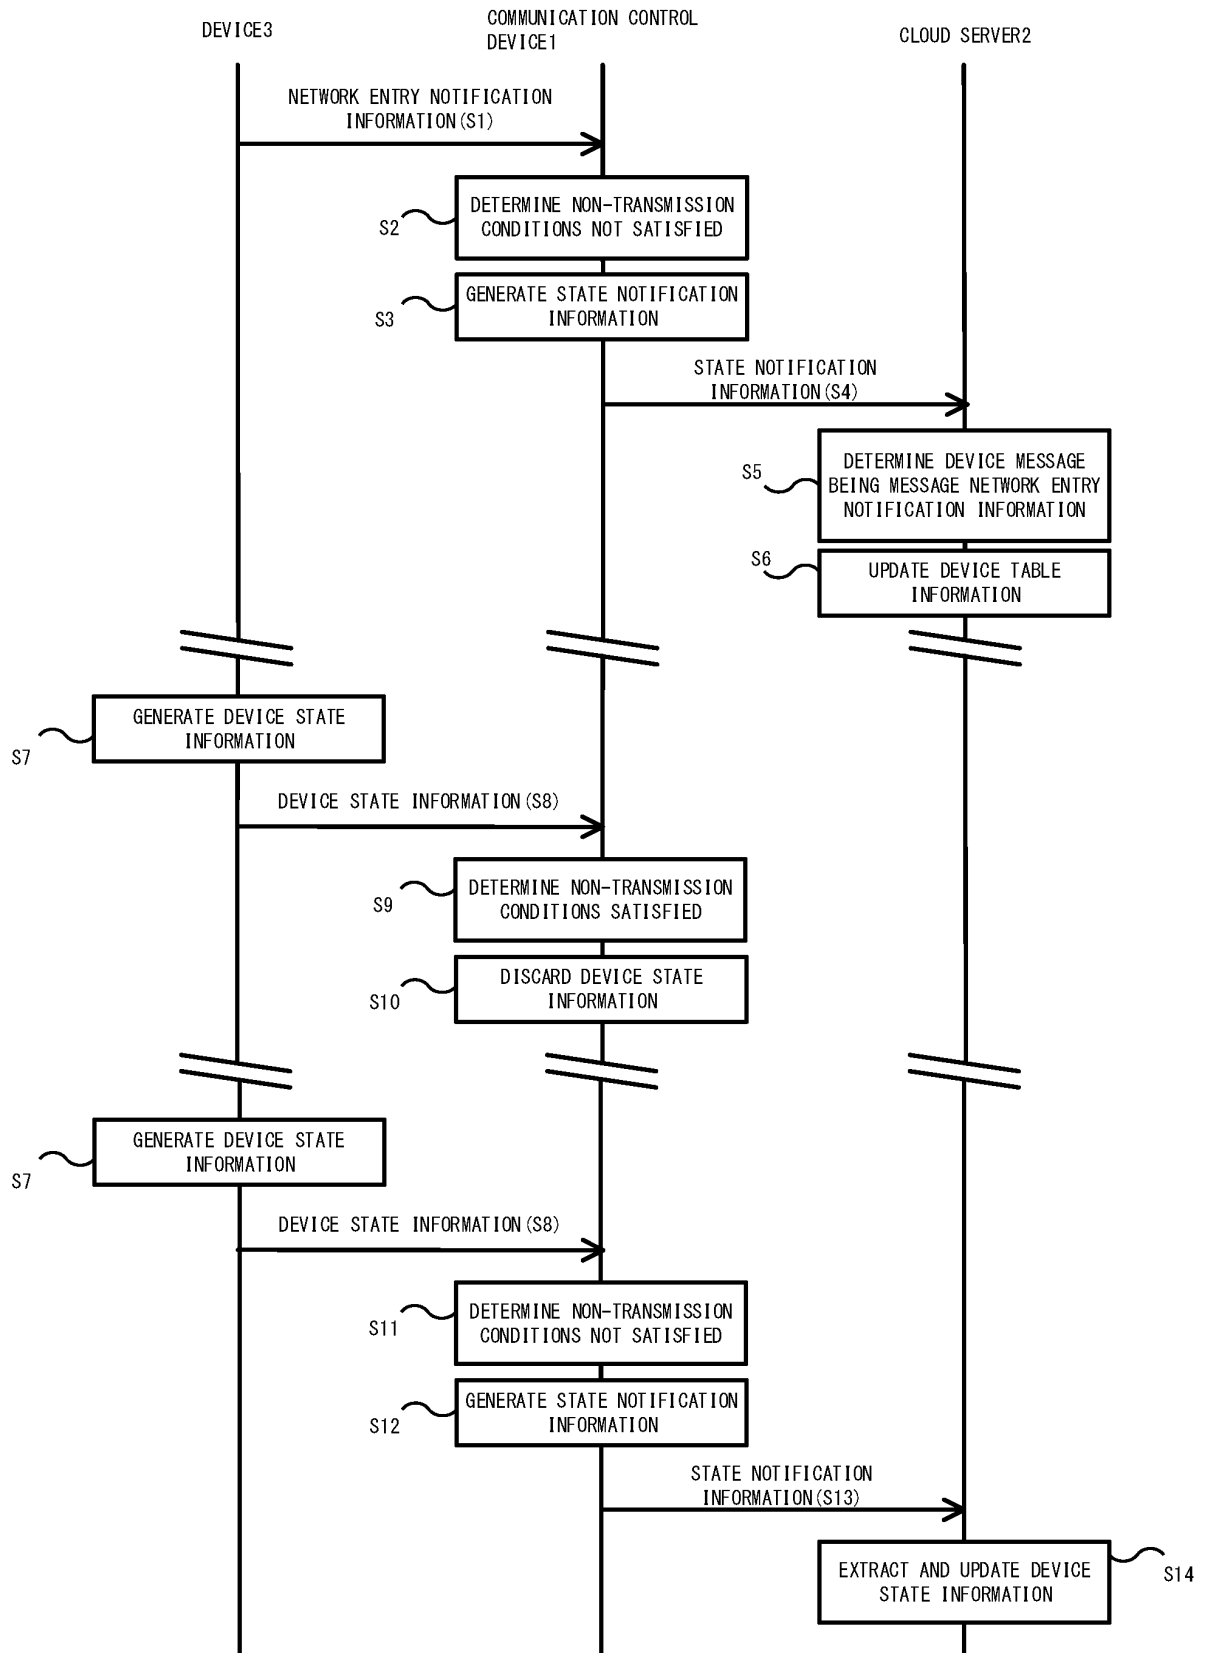 DEVICE3
COMMUNICATION CONTROL
DEVICE1
CLOUD SERVER2
NETWORK ENTRY NOTIFICATION
INFORMATION(S1)
S2
DETERMINE NON-TRANSMISSION
CONDITIONS NOT SATISFIED
S3
GENERATE STATE NOTIFICATION
INFORMATION
STATE NOTIFICATION
INFORMATION(S4)
S5
DETERMINE DEVICE MESSAGE
BEING MESSAGE NETWORK ENTRY
NOTIFICATION INFORMATION
S6
UPDATE DEVICE TABLE
INFORMATION
GENERATE DEVICE STATE
INFORMATION
S7
DEVICE STATE INFORMATION(S8)
S9
DETERMINE NON-TRANSMISSION
CONDITIONS SATISFIED
S10
DISCARD DEVICE STATE
INFORMATION
GENERATE DEVICE STATE
INFORMATION
S7
DEVICE STATE INFORMATION(S8)
S11
DETERMINE NON-TRANSMISSION
CONDITIONS NOT SATISFIED
S12
GENERATE STATE NOTIFICATION
INFORMATION
STATE NOTIFICATION
INFORMATION(S13)
EXTRACT AND UPDATE DEVICE
STATE INFORMATION
S14